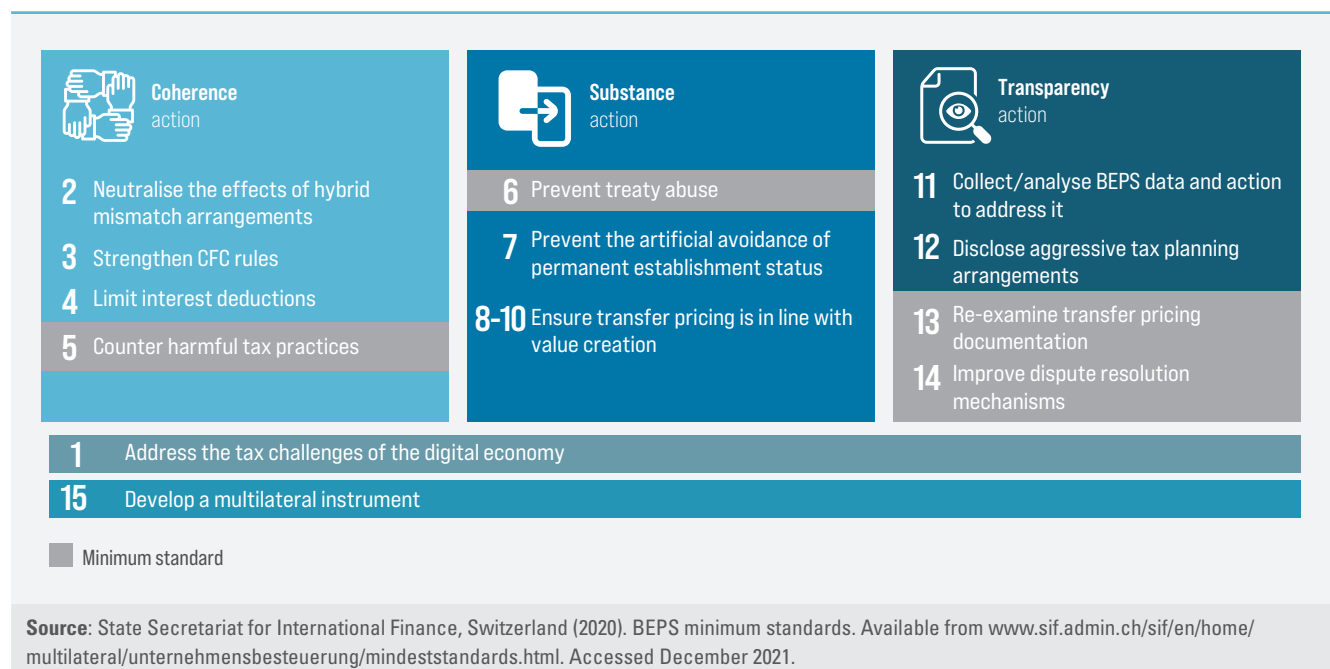 Coherence
action
2 Neutralise the effects of hybrid
mismatch arrangements
3 Strengthen CFC rules
4 Limit interest deductions
5 Counter harmful tax practices
Substance
action
6 Prevent treaty abuse
7 Prevent the artificial avoidance of
permanent establishment status
8-10 Ensure transfer pricing is in line with
value creation
Transparency
action
11 Collect/analyse BEPS data and action
to address it
12 Disclose aggressive tax planning
arrangements
13 Re-examine transfer pricing
documentation
14 Improve dispute resolution
mechanisms
1 Address the tax challenges of the digital economy
15 Develop a multilateral instrument
Minimum standard
Source: State Secretariat for International Finance, Switzerland (2020). BEPS minimum standards. Available from www.sif.admin.ch/sif/en/home/
multilateral/unternehmensbesteuerung/mindeststandards.html. Accessed December 2021.